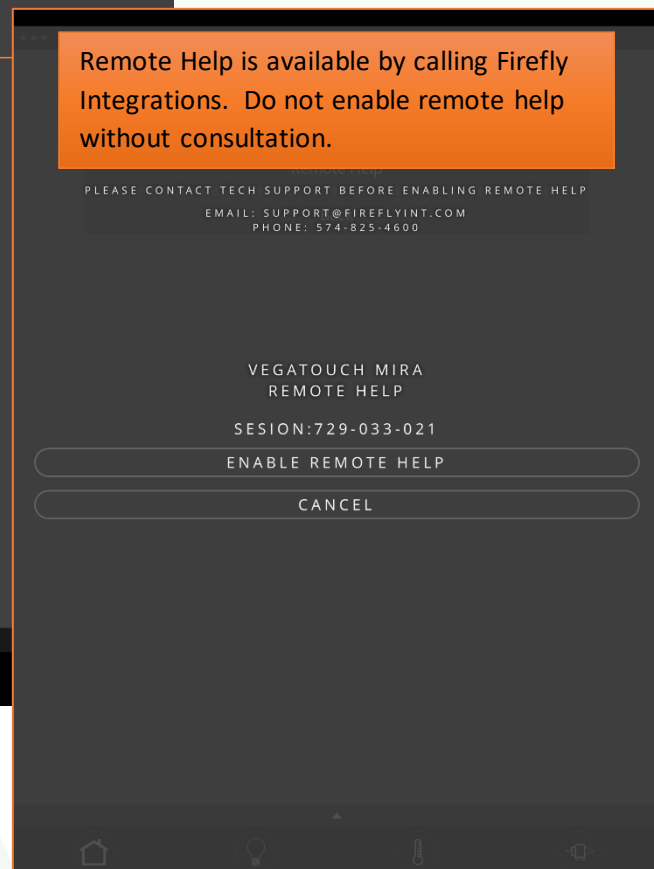 Remote Help is available by calling Firefly
Integrations. Do not enable remote help
without consultation.
Remote Help
PLEASE CONTACT TECH SUPPORT BEFORE ENABLING REMOTE HELP
EMAIL: SUPPORT@FIREFLYINT.COM
PHONE: 574-825-4600
VEGATOUCH MIRA
REMOTE HELP
SESION:729-033-021
ENABLE REMOTE HELP
CANCEL